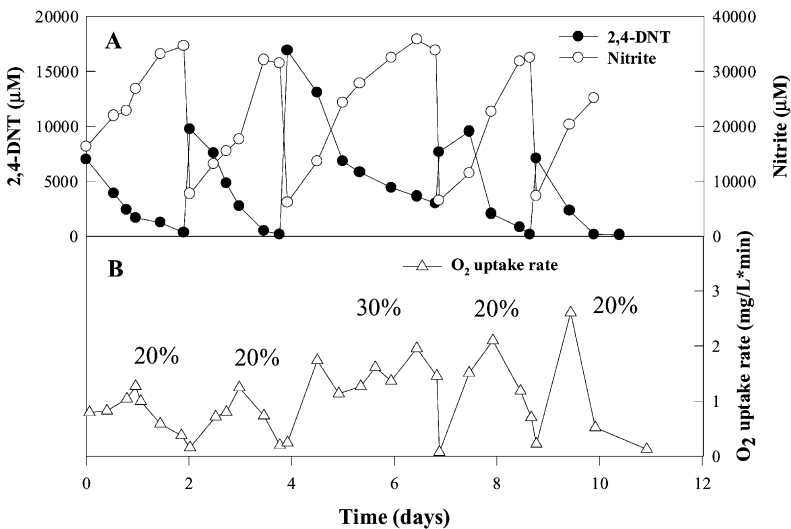 20000
15000
10000
5000
0
2,4-DNT (µM)
A
2,4-DNT
Nitrite
40000
30000
20000
10000
0
Nitrite (µM)
B
O2 uptake rate
20%
20%
30%
20%
20%
3
2
1
0
O2 uptake rate (mg/L*min)
0
2
4
6
8
10
12
Time (days)